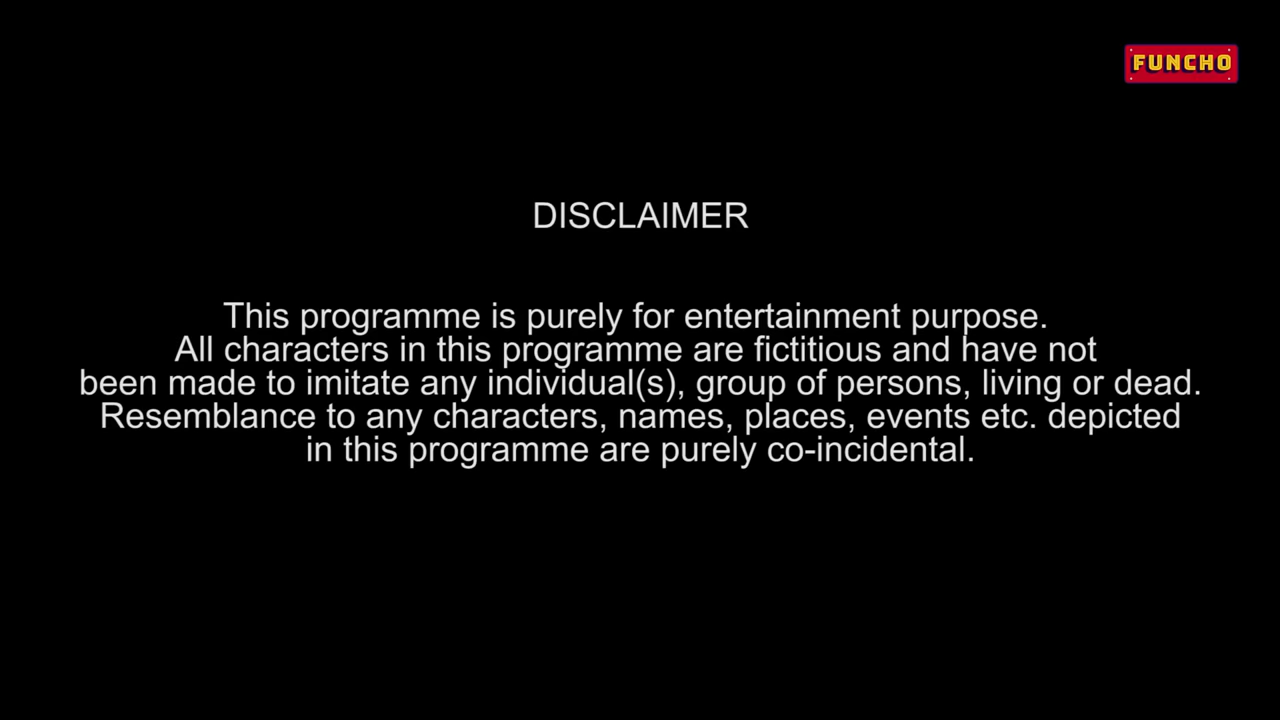 FUNCHO
DISCLAIMER
This programme is purely for entertainment purpose.
All characters in this programme are fictitious and have not
been made to imitate any individual(s), group of persons, living or dead.
Resemblance to any characters, names, places, events etc. depicted
in this programme are purely co-incidental.